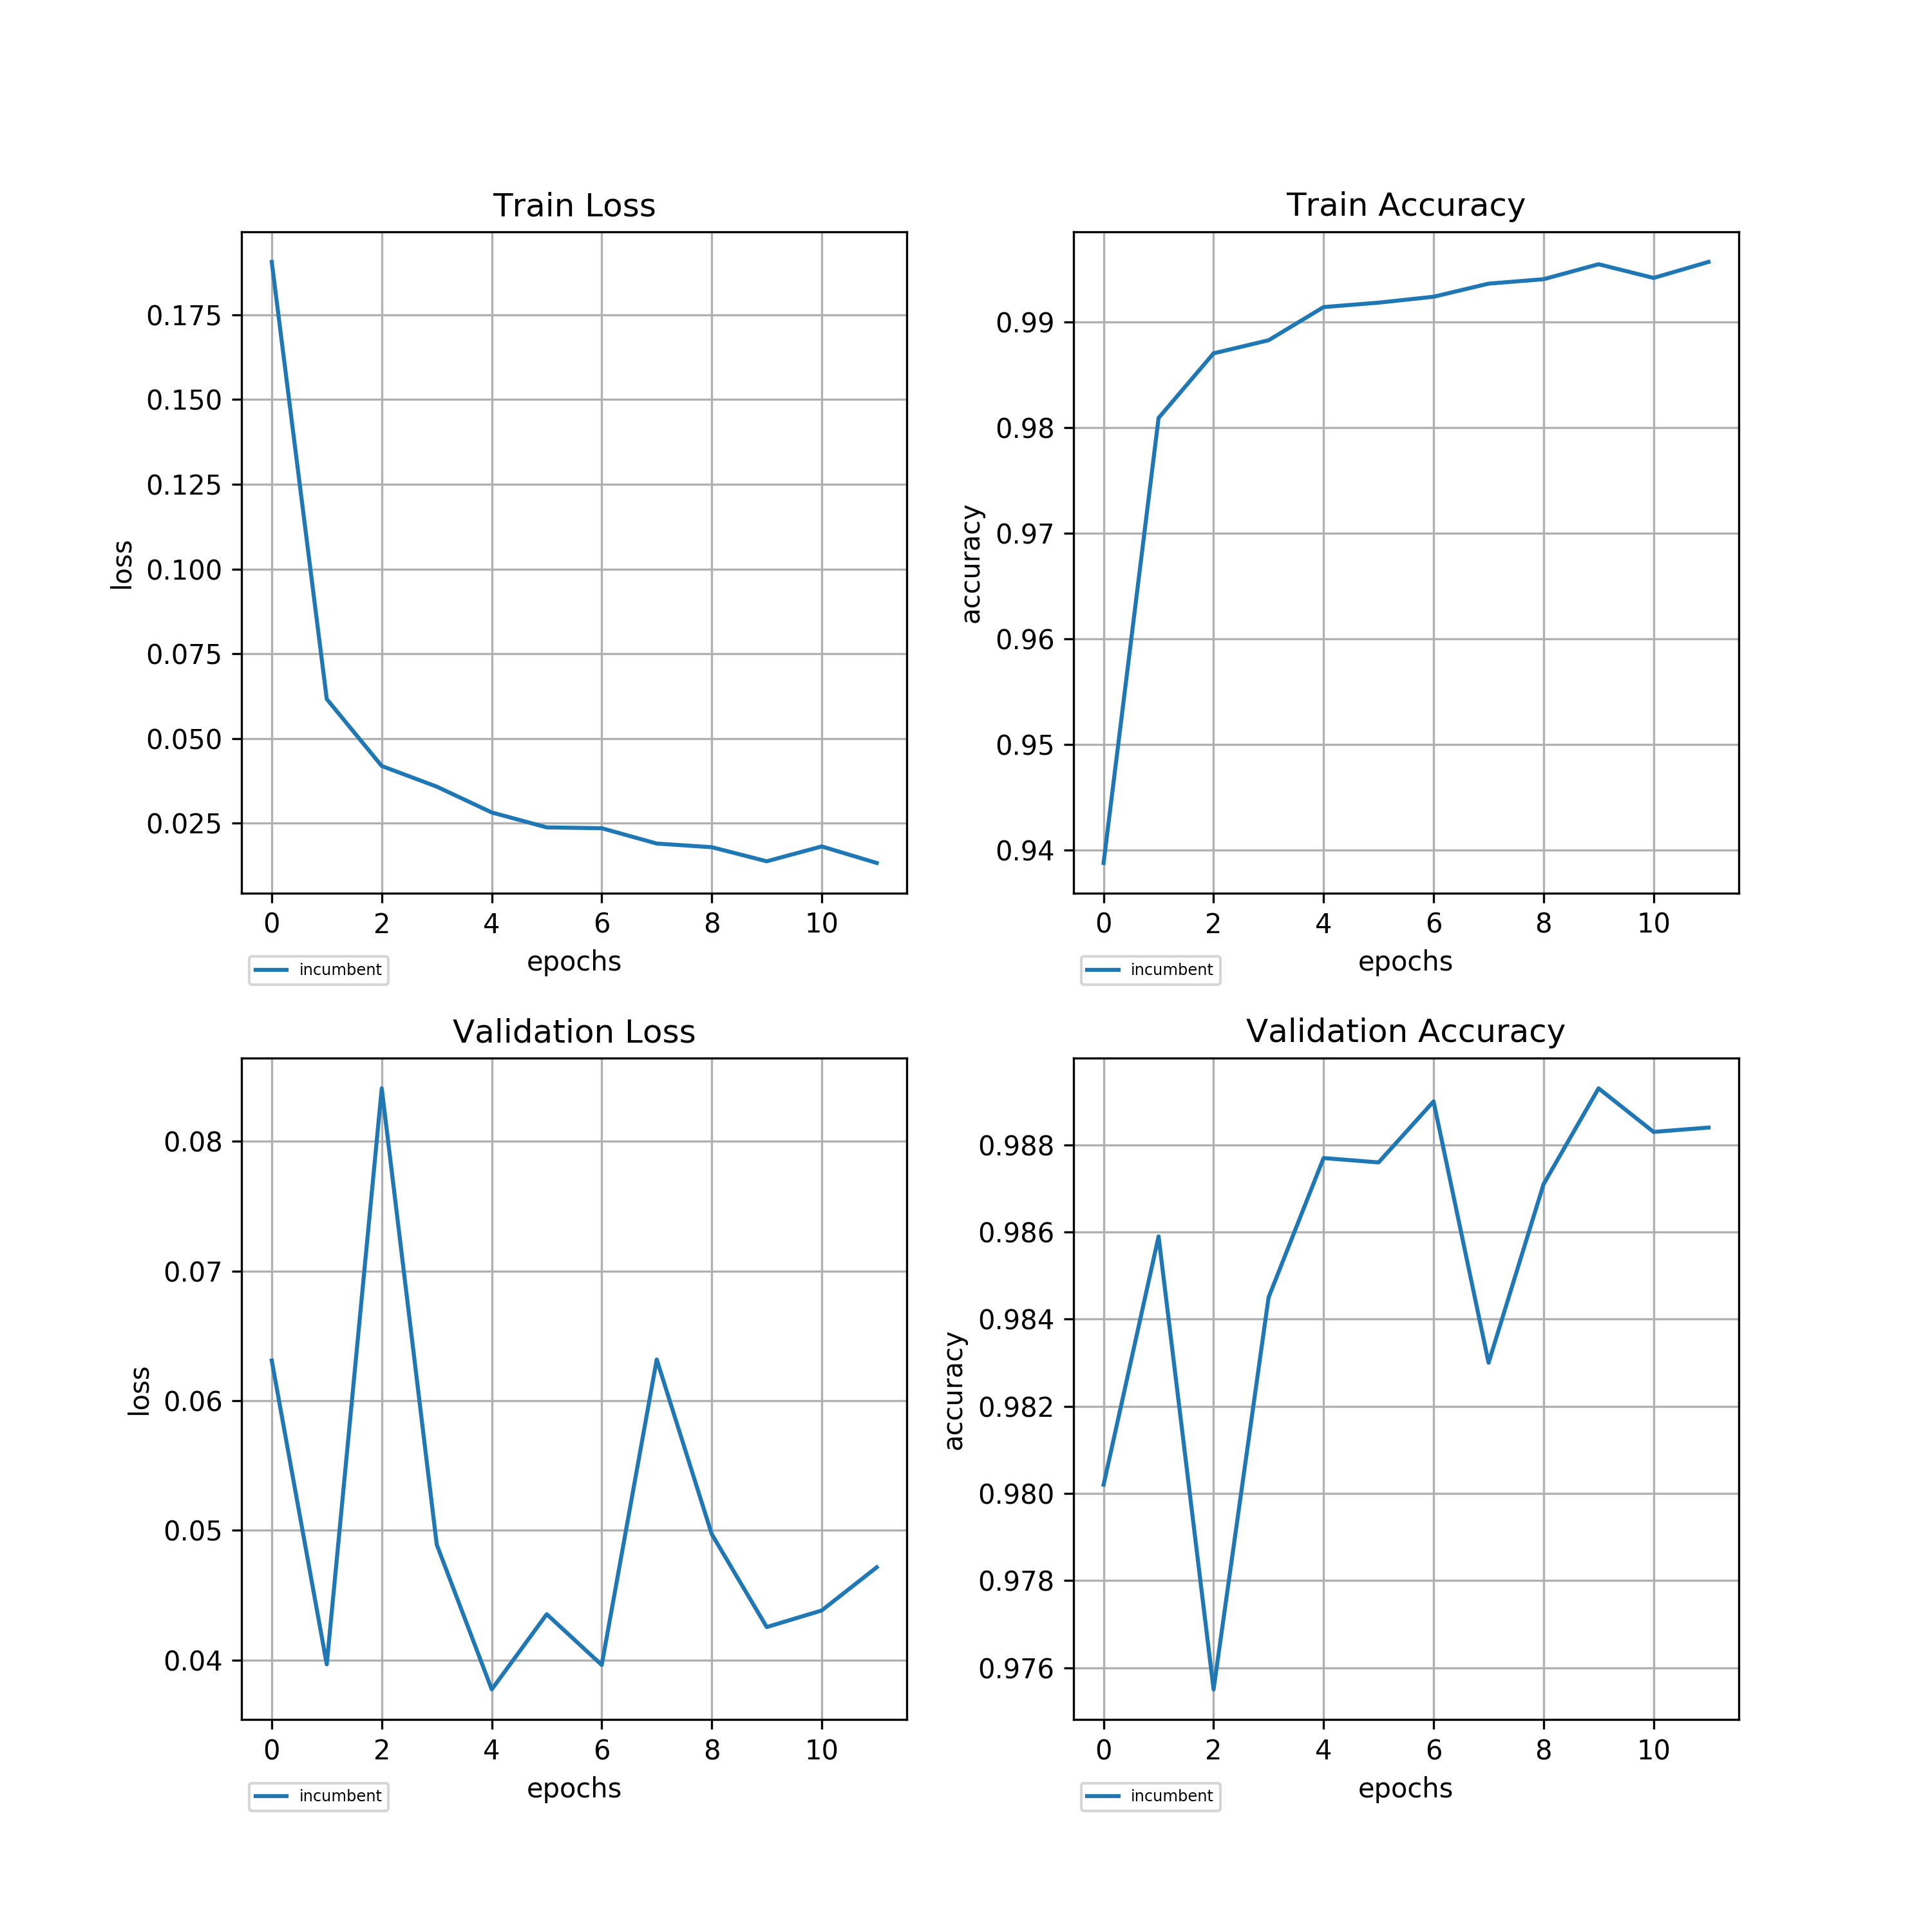 Train Loss
0.175
0.150
0.125
0.100
0.075
0.050
0.025
loss
0 2 4 6 8 10
epochs
incumbent
Train Accuracy
0.99
0.98
0.97
0.96
0.95
0.94
accuracy
0 2 4 6 8 10
epochs
incumbent
Validation Loss
0.08
0.07
0.06
0.05
0.04
loss
0 2 4 6 8 10
epochs
incumbent
Validation Accuracy
0.988
0.986
0.984
0.982
0.980
0.978
0.976
accuracy
0 2 4 6 8 10
epochs
incumbent